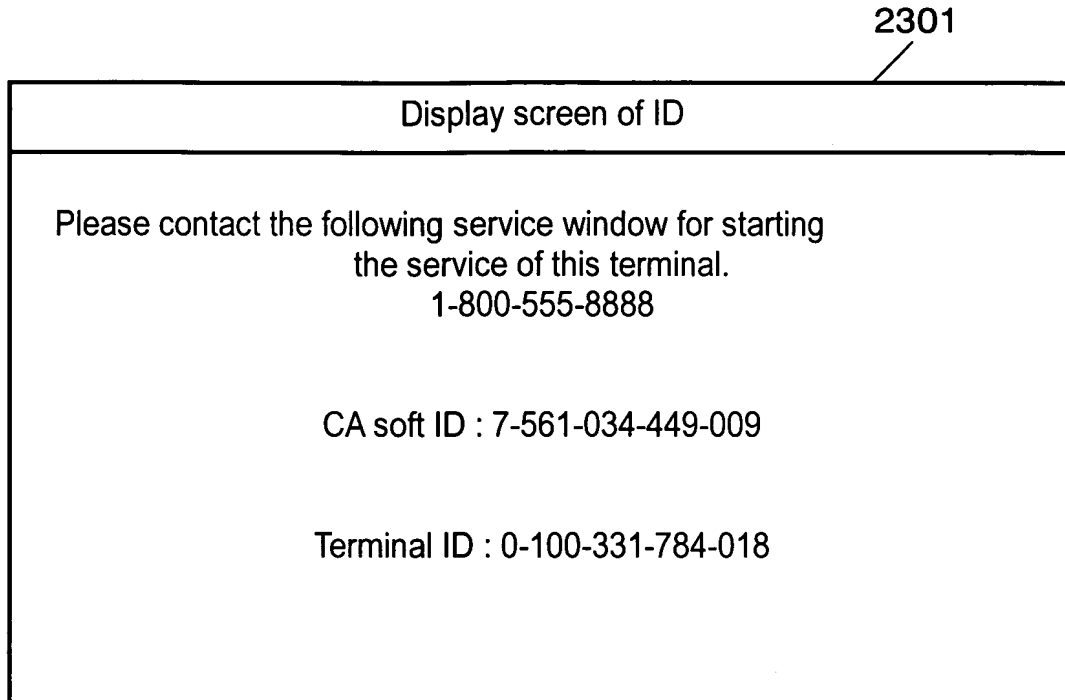 2301
Display screen of ID
Please contact the following service window for starting
the service of this terminal.
1-800-555-8888
CA soft ID : 7-561-034-449-009
Terminal ID : 0-100-331-784-018